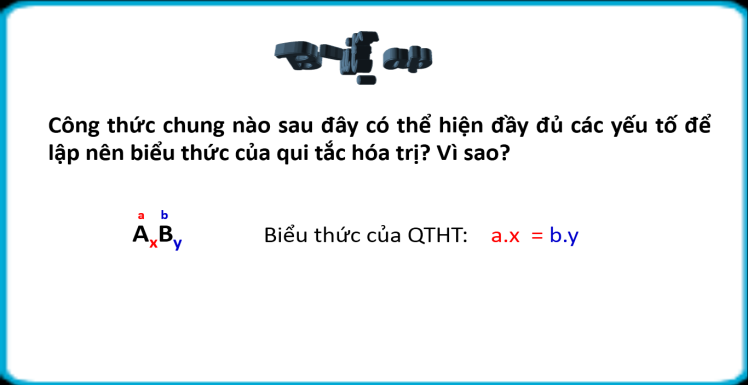 Công thức chung nào sau đây có thể hiện đầy đủ các yếu tố để
lập nên biểu thức của qui tắc hóa trị? Vì sao?
a b
AxBy Biểu thức của QTHT: a.x = b.y